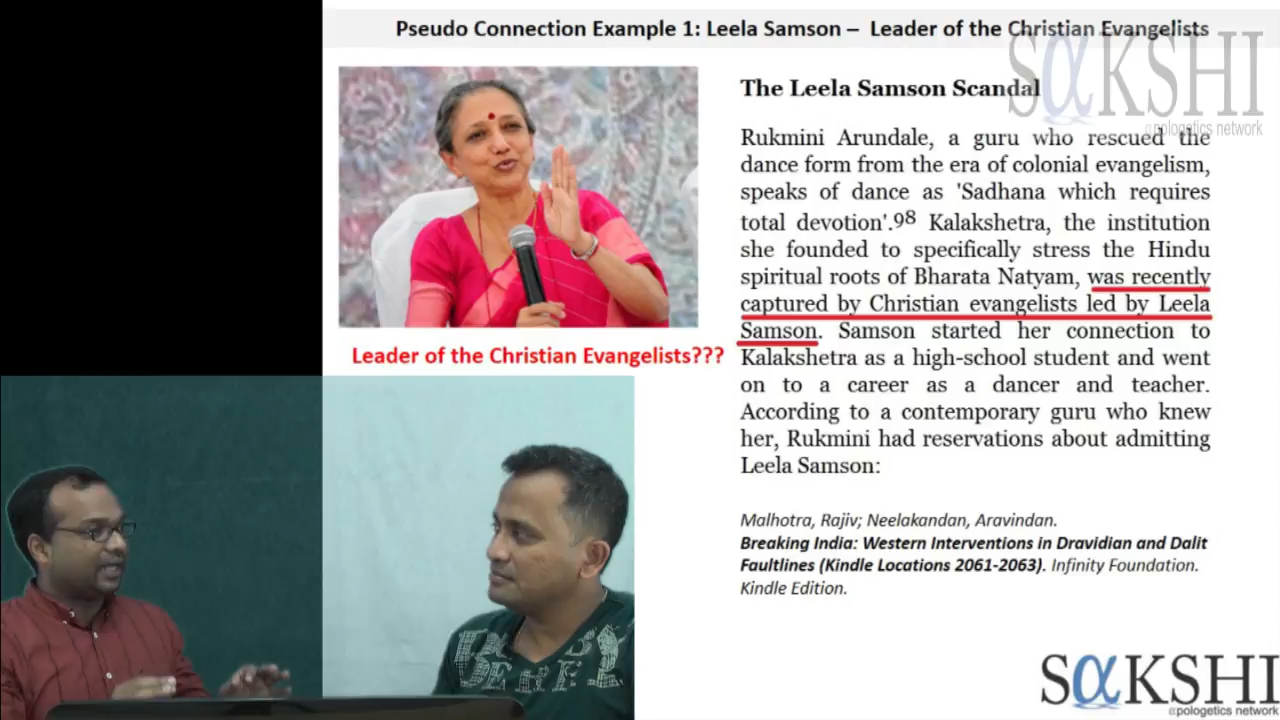 Pseudo Connection Example 1: Leela Samson – Leader of the Christian Evangelists
SαKSHI
αpologetics network
The Leela Samson Scandal
Rukmini Arundale, a guru who rescued the
dance form from the era of colonial evangelism,
speaks of dance as 'Sadhana which requires
total devotion'.98 Kalakshetra, the institution
she founded to specifically stress the Hindu
spiritual roots of Bharata Natyam, was recently
captured by Christian evangelists led by Leela
Samson. Samson started her connection to
Kalakshetra as a high-school student and went
on to a career as a dancer and teacher.
According to a contemporary guru who knew
her, Rukmini had reservations about admitting
Leela Samson:
Leader of the Christian Evangelists???
Malhotra, Rajiv; Neelakandan, Aravindan.
Breaking India: Western Interventions in Dravidian and Dalit
Faultlines (Kindle Locations 2061-2063). Infinity Foundation.
Kindle Edition.
SαKSHI
αpologetics network